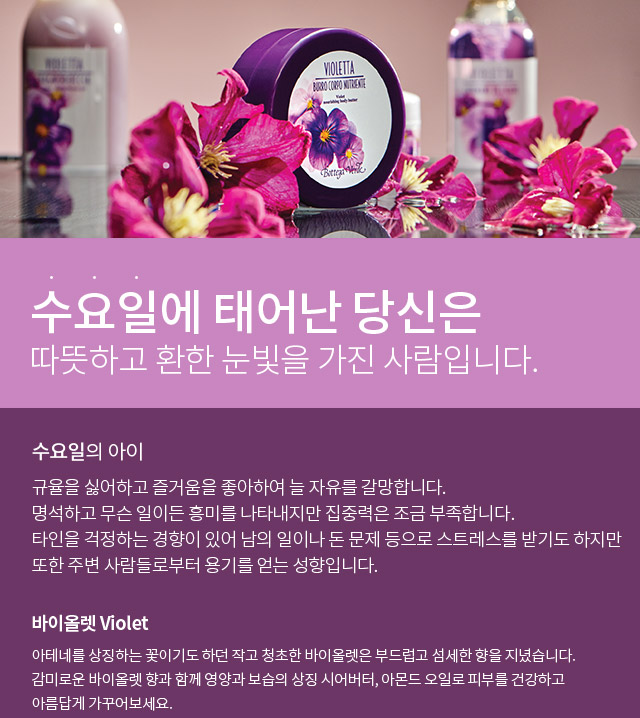 VIOLETTA
VIOLETTA
BURRO CORPO NUTRIENTE
Violet
nourishing body butter
Bottega Verde
VIOLETTA
수요일에 태어난 당신은
따뜻하고 환한 눈빛을 가진 사람입니다.
수요일의 아이
규율을 싫어하고 즐거움을 좋아하여 늘 자유를 갈망합니다.
명석하고 무슨 일이든 흥미를 나타내지만 집중력은 조금 부족합니다.
타인을 걱정하는 경향이 있어 남의 일이나 돈 문제 등으로 스트레스를 받기도 하지만
또한 주변 사람들로부터 용기를 얻는 성향입니다.
바이올렛 Violet
아테네를 상징하는 꽃이기도 하던 작고 청초한 바이올렛은 부드럽고 섬세한 향을 지녔습니다.
감미로운 바이올렛 향과 함께 영양과 보습의 상징 시어버터, 아몬드 오일로 피부를 건강하고
아름답게 가꾸어보세요.